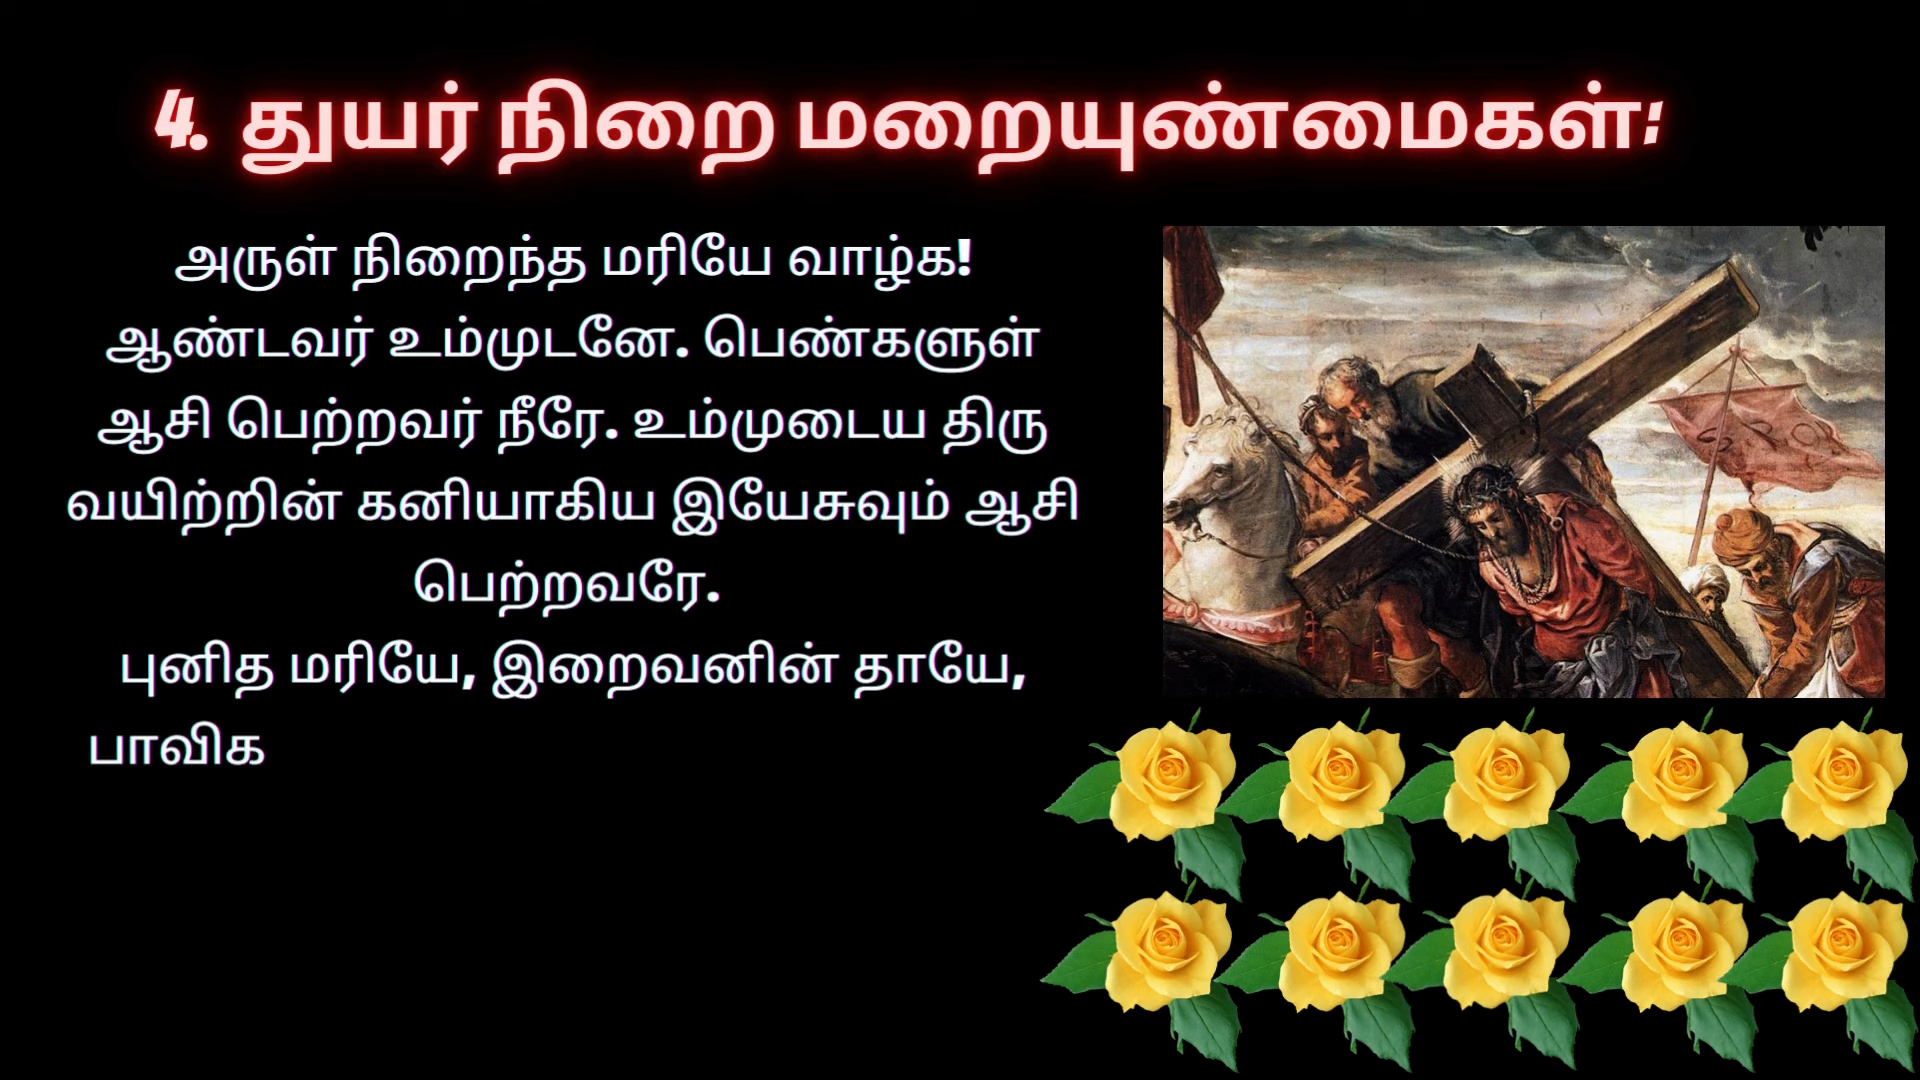 4. துயர் நிறை மறையுண்மைகள்:
அருள் நிறைந்த மரியே வாழ்க!
ஆண்டவர் உம்முடனே. பெண்களுள்
ஆசி பெற்றவர் நீரே. உம்முடைய திரு
வயிற்றின் கனியாகிய இயேசுவும் ஆசி
பெற்றவரே.
புனித மரியே, இறைவனின் தாயே,
பாவிக